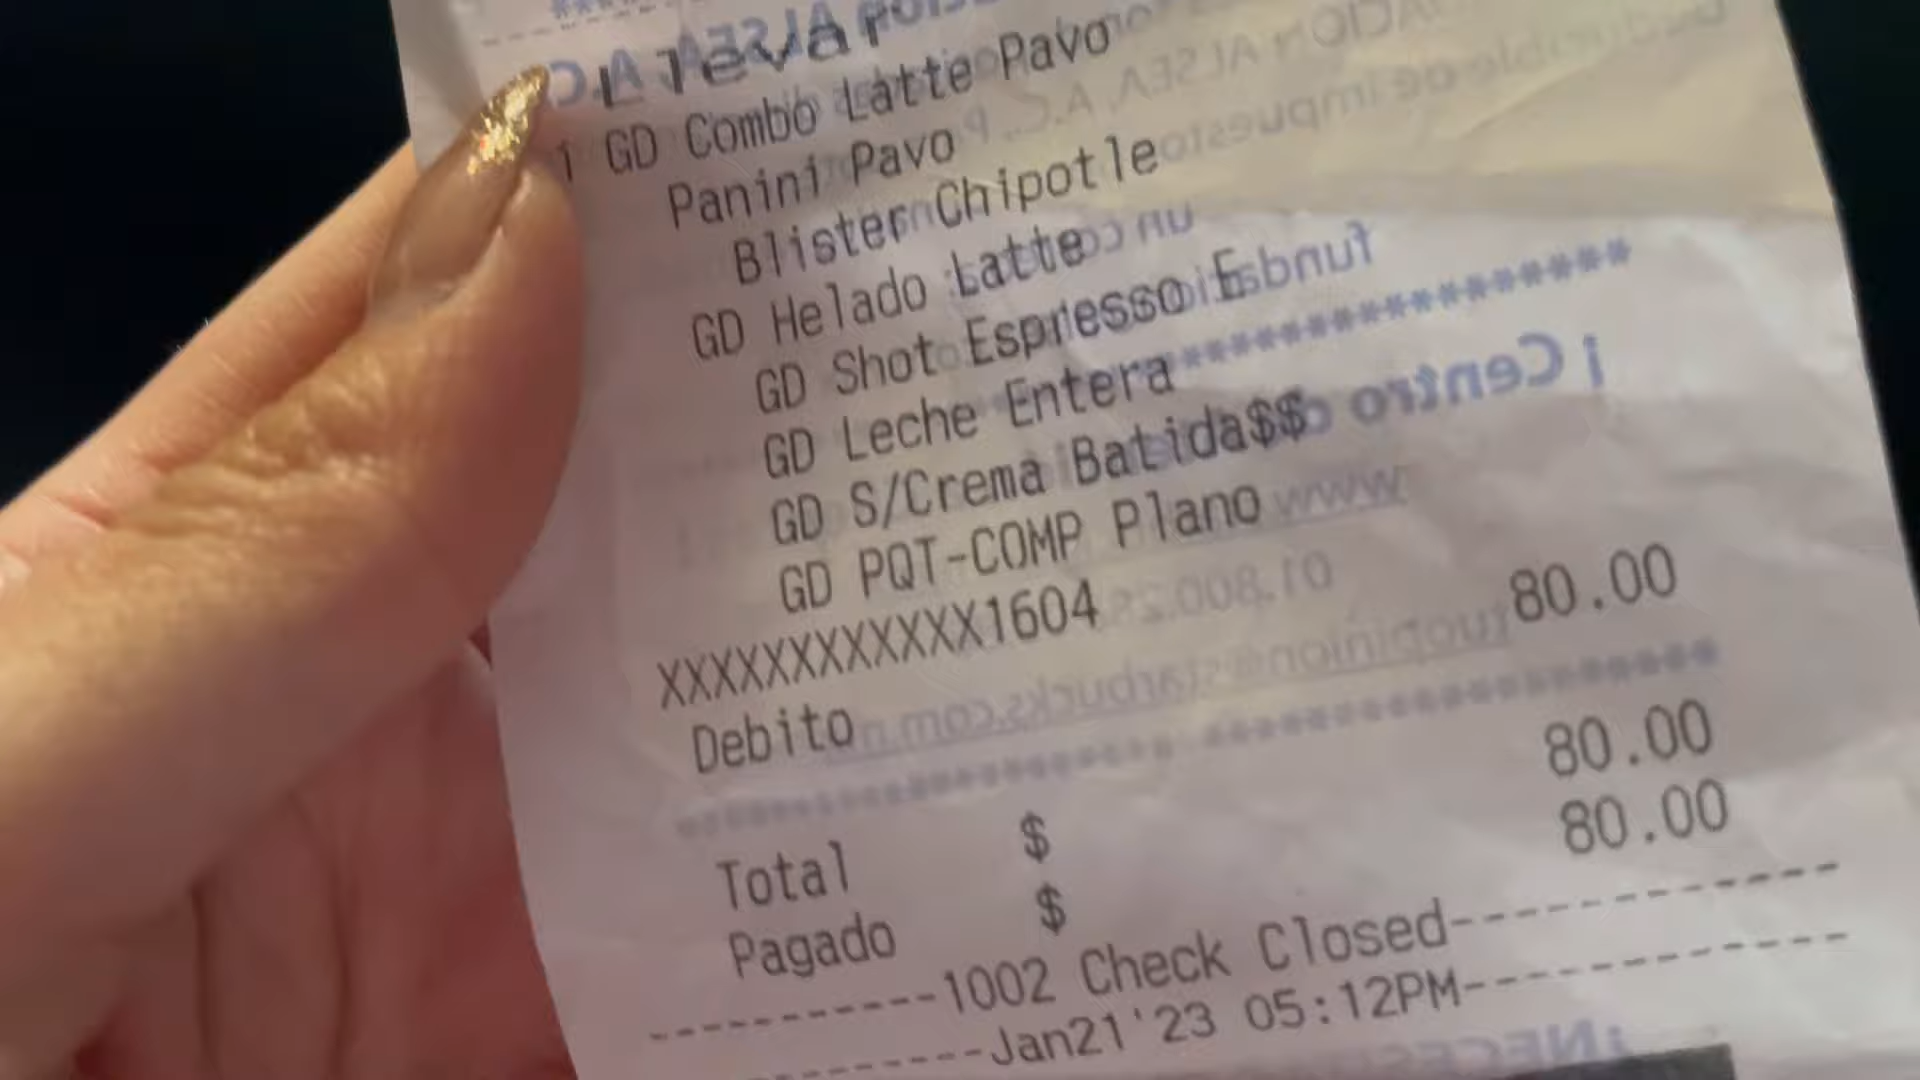 Llevar
1 GD Combo Latte Pavo
Panini Pavo
Blister Chipotle
GD Helado Latte
GD Shot Espresso E
GD Leche Entera
GD S/Crema Batida$$
GD PQT-COMP Plano
XXXXXXXXXXXX1604 80.00
Debito
Total $ 80.00
Pagado $ 80.00
----------1002 Check Closed-----------
---------Jan21'23 05:12PM-----------